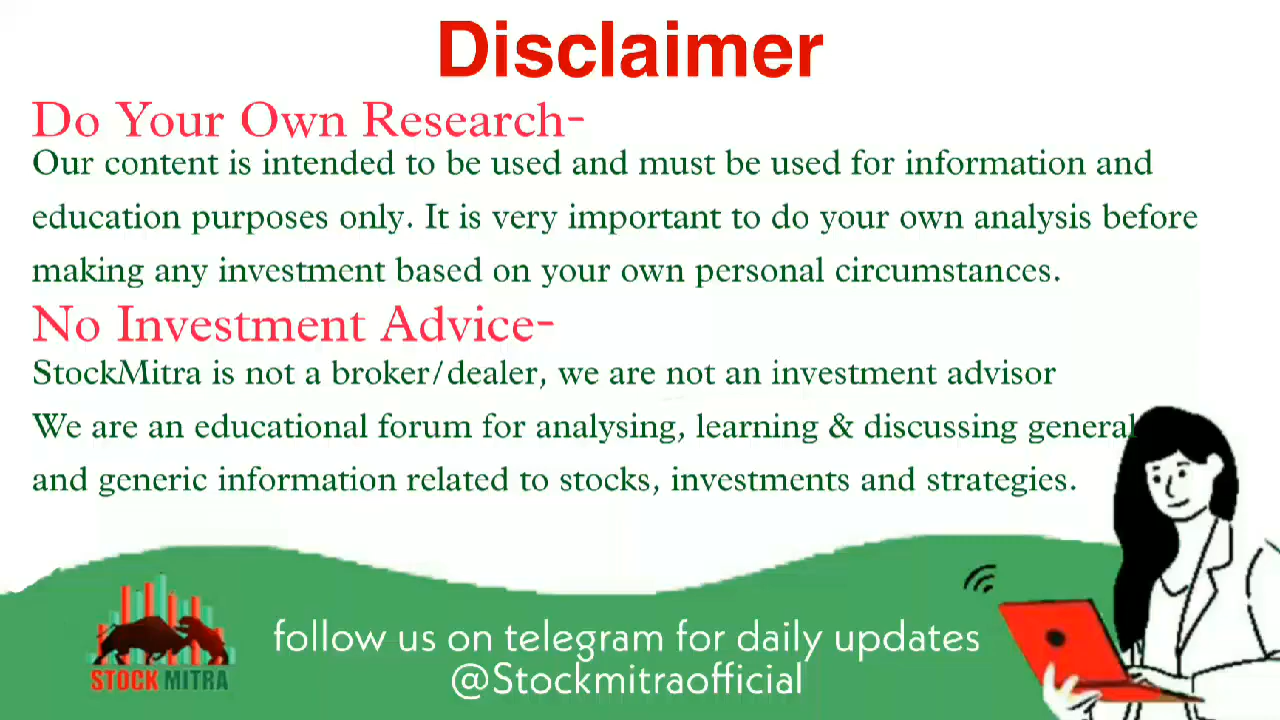 Disclaimer
Do Your Own Research-
Our content is intended to be used and must be used for information and
education purposes only. It is very important to do your own analysis before
making any investment based on your own personal circumstances.
No Investment Advice-
StockMitra is not a broker/dealer, we are not an investment advisor
We are an educational forum for analysing, learning & discussing general
and generic information related to stocks, investments and strategies.
follow us on telegram for daily updates
@Stockmitraofficial
STOCK MITRA